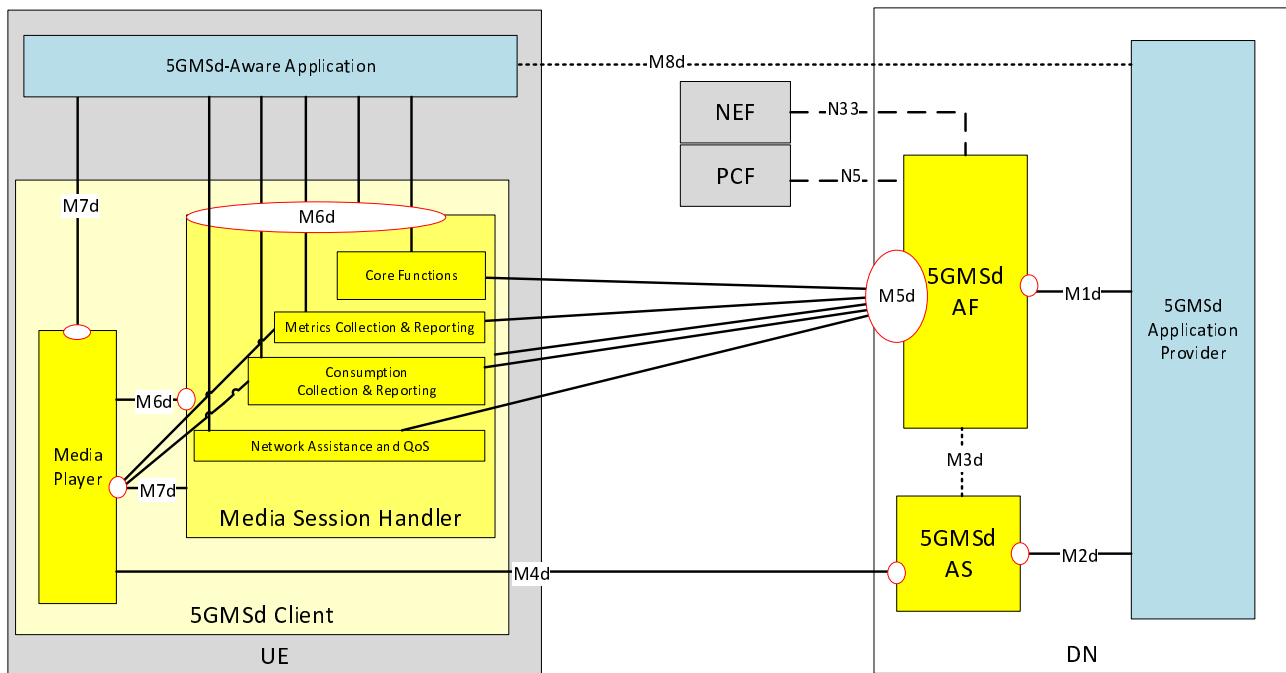 5GMSd-Aware Application
M8d
NEF
N33
PCF
N5
M7d
M6d
Core Functions
M5d
5GMSd
AF
M1d
5GMSd
Application
Provider
Metrics Collection & Reporting
Consumption
Collection & Reporting
M6d
Network Assistance and QoS
Media
Player
M7d
M3d
Media Session Handler
5GMSd
AS
M2d
M4d
5GMSd Client
UE
DN